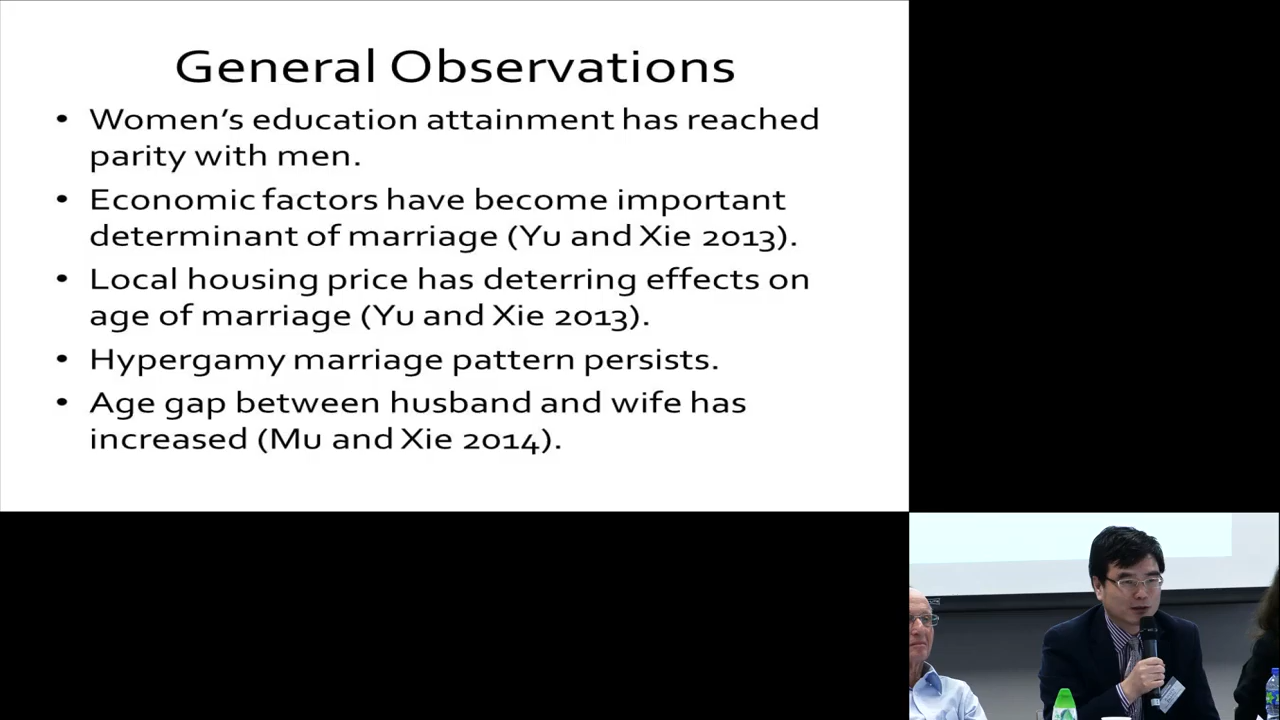 General Observations
• Women's education attainment has reached
parity with men.
• Economic factors have become important
determinant of marriage (Yu and Xie 2013).
• Local housing price has deterring effects on
age of marriage (Yu and Xie 2013).
• Hypergamy marriage pattern persists.
• Age gap between husband and wife has
increased (Mu and Xie 2014).